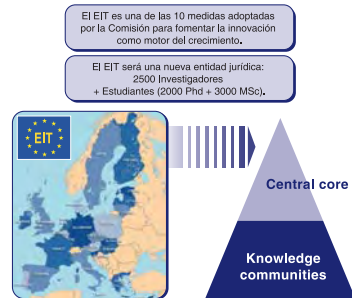 El EIT es una de las 10 medidas adoptadas
por la Comisión para fomentar la innovación
como motor del crecimiento.
El EIT será una nueva entidad jurídica:
2500 Investigadores
+ Estudiantes (2000 Phd + 3000 MSc).
EIT
Central core
Knowledge
communities